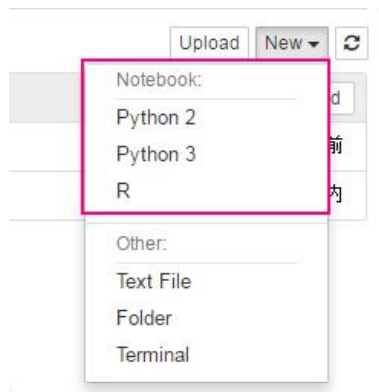 Upload New
Notebook:
d
Python 2
Python 3
前
R
内
Other:
Text File
Folder
Terminal